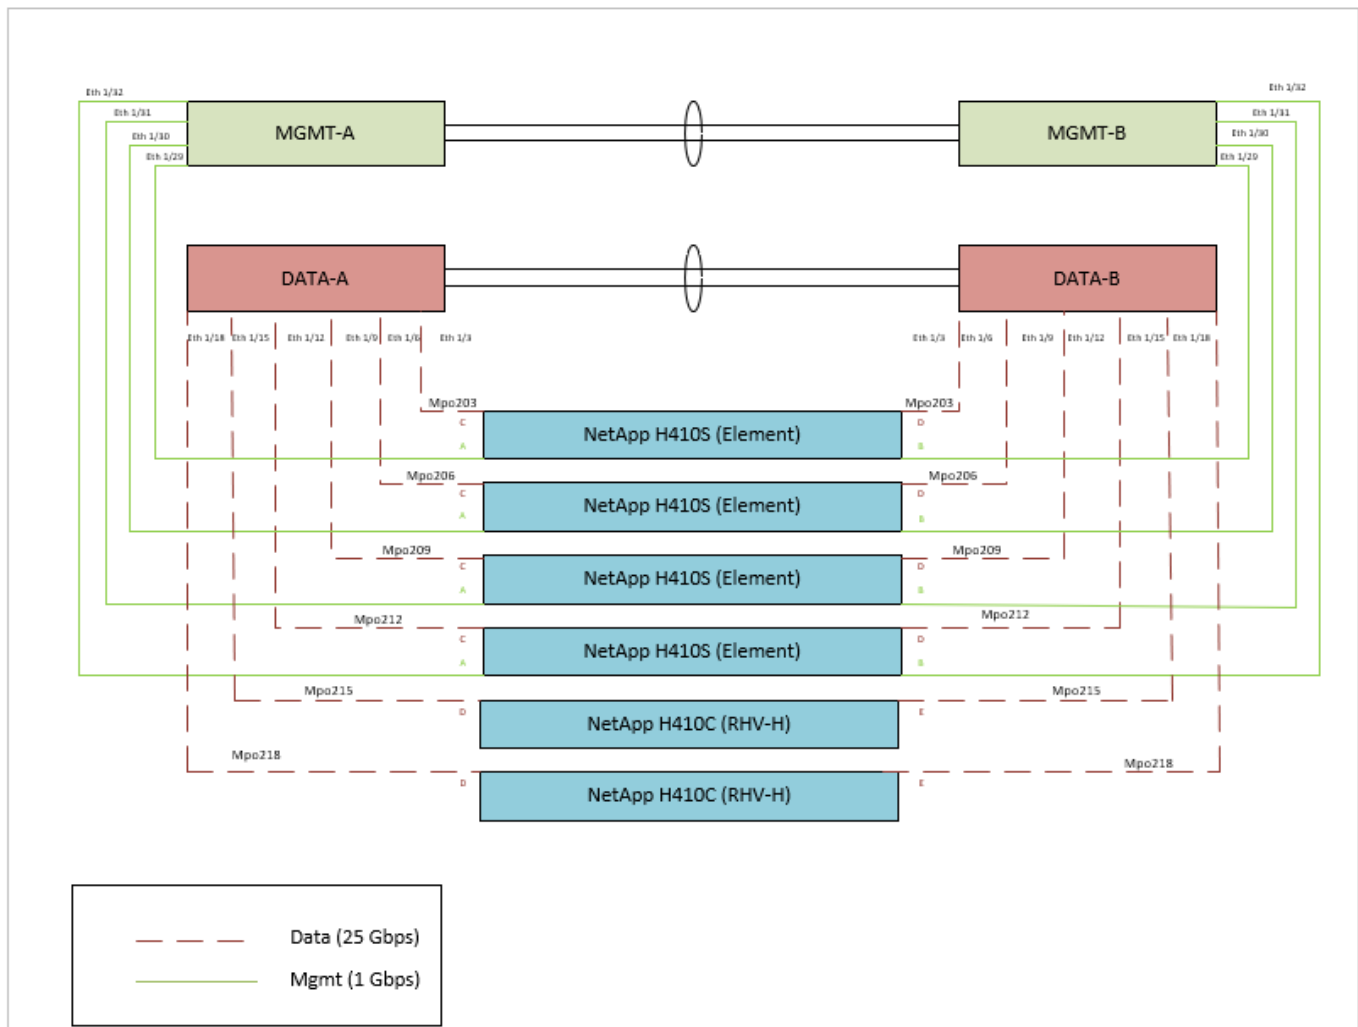 Eth 1/32 Eth 1/32
Eth 1/31 Eth 1/31
MGMT-A MGMT-B
Eth 1/30 Eth 1/30
Eth 1/29 Eth 1/29
DATA-A DATA-B
Eth 1/18 Eth 1/15 Eth 1/12 Eth 1/9 Eth 1/6 Eth 1/3 Eth 1/3 Eth 1/6 Eth 1/9 Eth 1/12 Eth 1/15 Eth 1/18
Mpo203 Mpo203
C D
NetApp H410S (Element)
A B
Mpo206 Mpo206
C D
NetApp H410S (Element)
A B
Mpo209 Mpo209
C D
NetApp H410S (Element)
A B
Mpo212 Mpo212
C D
NetApp H410S (Element)
A B
Mpo215 Mpo215
D E
NetApp H410C (RHV-H)
Mpo218 Mpo218
D E
NetApp H410C (RHV-H)
Data (25 Gbps)
Mgmt (1 Gbps)